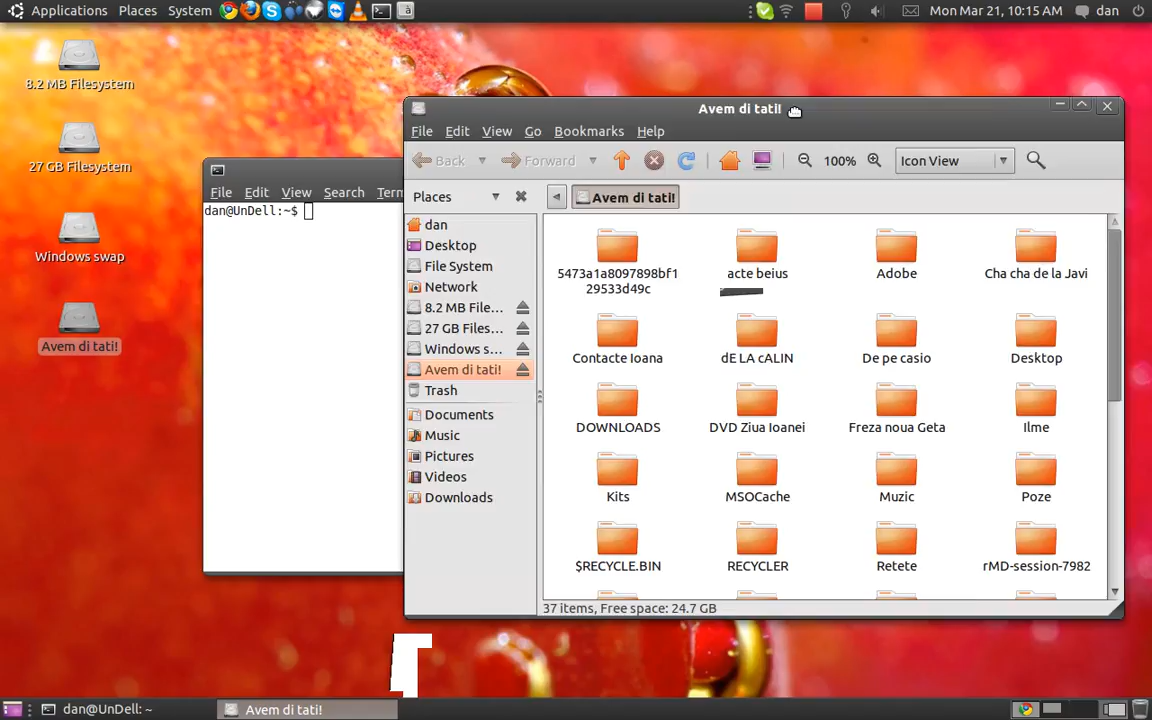 Applications Places System
Mon Mar 21, 10:15 AM dan
8.2 MB Filesystem
27 GB Filesystem
Windows swap
Avem di tati!
File Edit View Search Term
dan@UnDell:~$
Avem di tati!
File Edit View Go Bookmarks Help
Back Forward 100% Icon View
Places Avem di tati!
dan
Desktop
File System
Network
8.2 MB File...
27 GB Files...
Windows s...
Avem di tati!
Trash
Documents
Music
Pictures
Videos
Downloads
5473a1a8097898bf1
29533d49c
acte beius
Adobe
Cha cha de la Javi
Contacte Ioana
dE LA cALIN
De pe casio
Desktop
DOWNLOADS
DVD Ziua Ioanei
Freza noua Geta
Ilme
Kits
MSOCache
Muzic
Poze
$RECYCLE.BIN
RECYCLER
Retete
rMD-session-7982
37 items, Free space: 24.7 GB
dan@UnDell: ~
Avem di tati!